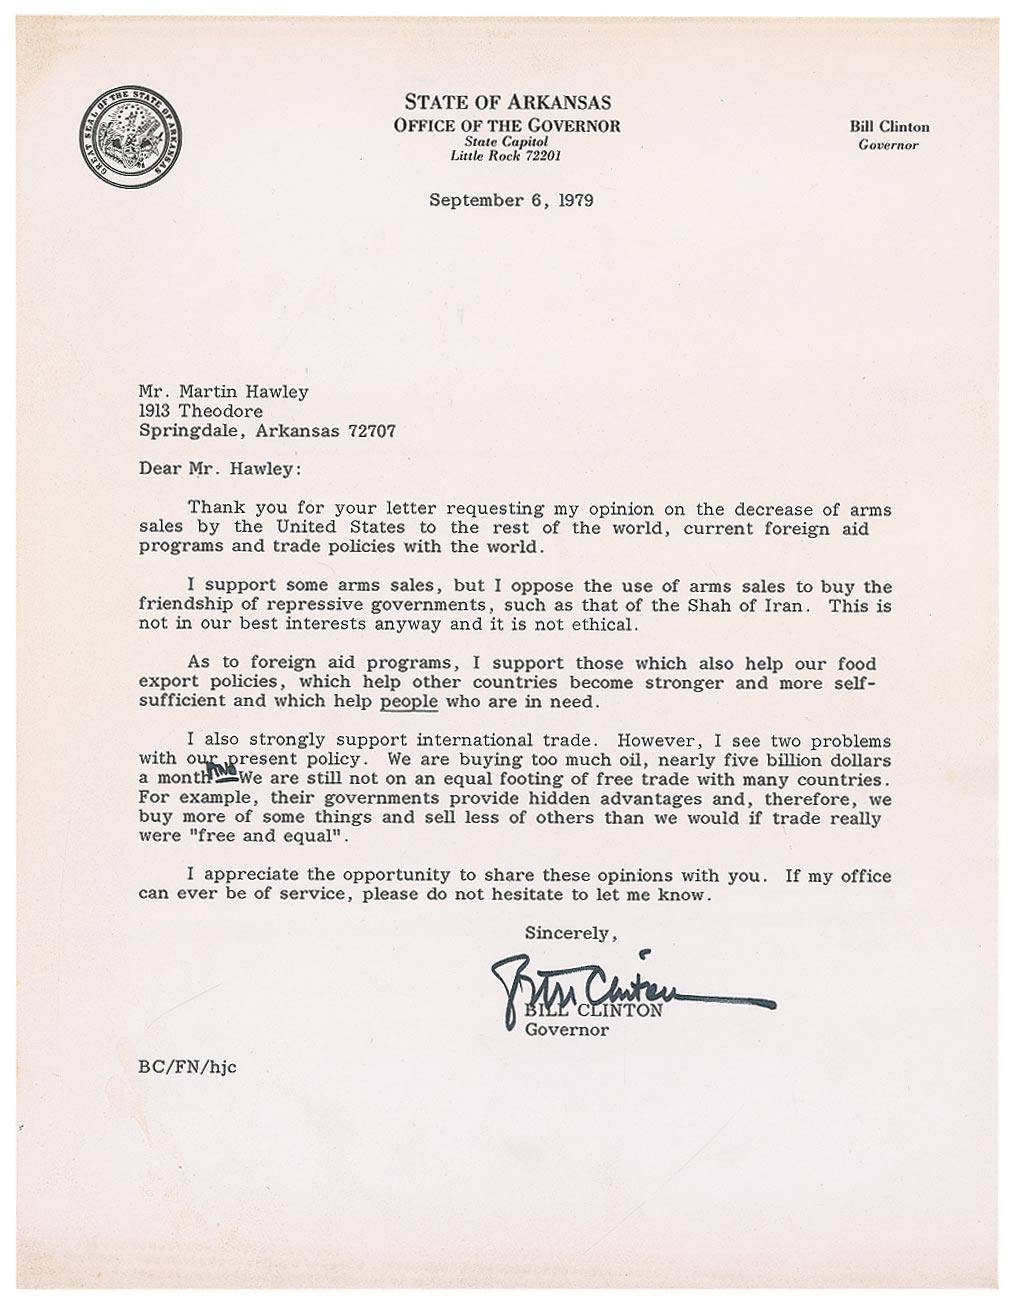 GREAT SEAL OF THE STATE OF ARKANSAS
STATE OF ARKANSAS
OFFICE OF THE GOVERNOR
State Capitol
Little Rock 72201
Bill Clinton
Governor
September 6, 1979
Mr. Martin Hawley
1913 Theodore
Springdale, Arkansas 72707
Dear Mr. Hawley:
Thank you for your letter requesting my opinion on the decrease of arms
sales by the United States to the rest of the world, current foreign aid
programs and trade policies with the world.
I support some arms sales, but I oppose the use of arms sales to buy the
friendship of repressive governments, such as that of the Shah of Iran. This is
not in our best interests anyway and it is not ethical.
As to foreign aid programs, I support those which also help our food
export policies, which help other countries become stronger and more self-
sufficient and which help people who are in need.
I also strongly support international trade. However, I see two problems
with our present policy. We are buying too much oil, nearly five billion dollars
a month and We are still not on an equal footing of free trade with many countries.
For example, their governments provide hidden advantages and, therefore, we
buy more of some things and sell less of others than we would if trade really
were "free and equal".
I appreciate the opportunity to share these opinions with you. If my office
can ever be of service, please do not hesitate to let me know.
Sincerely,
Bill Clinton
BILL CLINTON
Governor
BC/FN/hjc